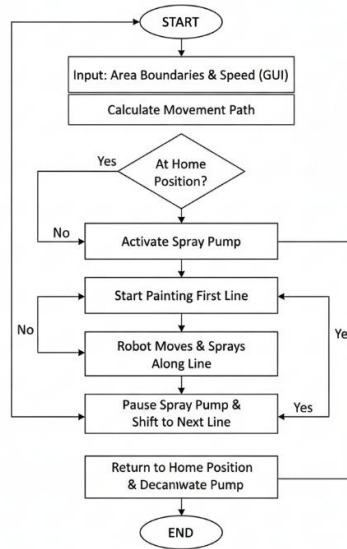 START
Input: Area Boundaries & Speed (GUI)
Calculate Movement Path
Yes
At Home
Position?
No
Activate Spray Pump
Start Painting First Line
No
Ye
Robot Moves & Sprays
Along Line
Pause Spray Pump &
Shift to Next Line
Yes
Return to Home Position
& Decanwate Pump
END